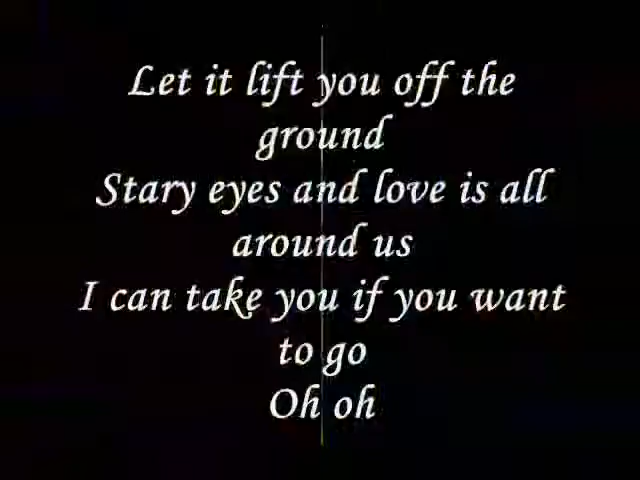 Let it lift you off the
ground
Stary eyes and love is all
around us
I can take you if you want
to go
Oh oh